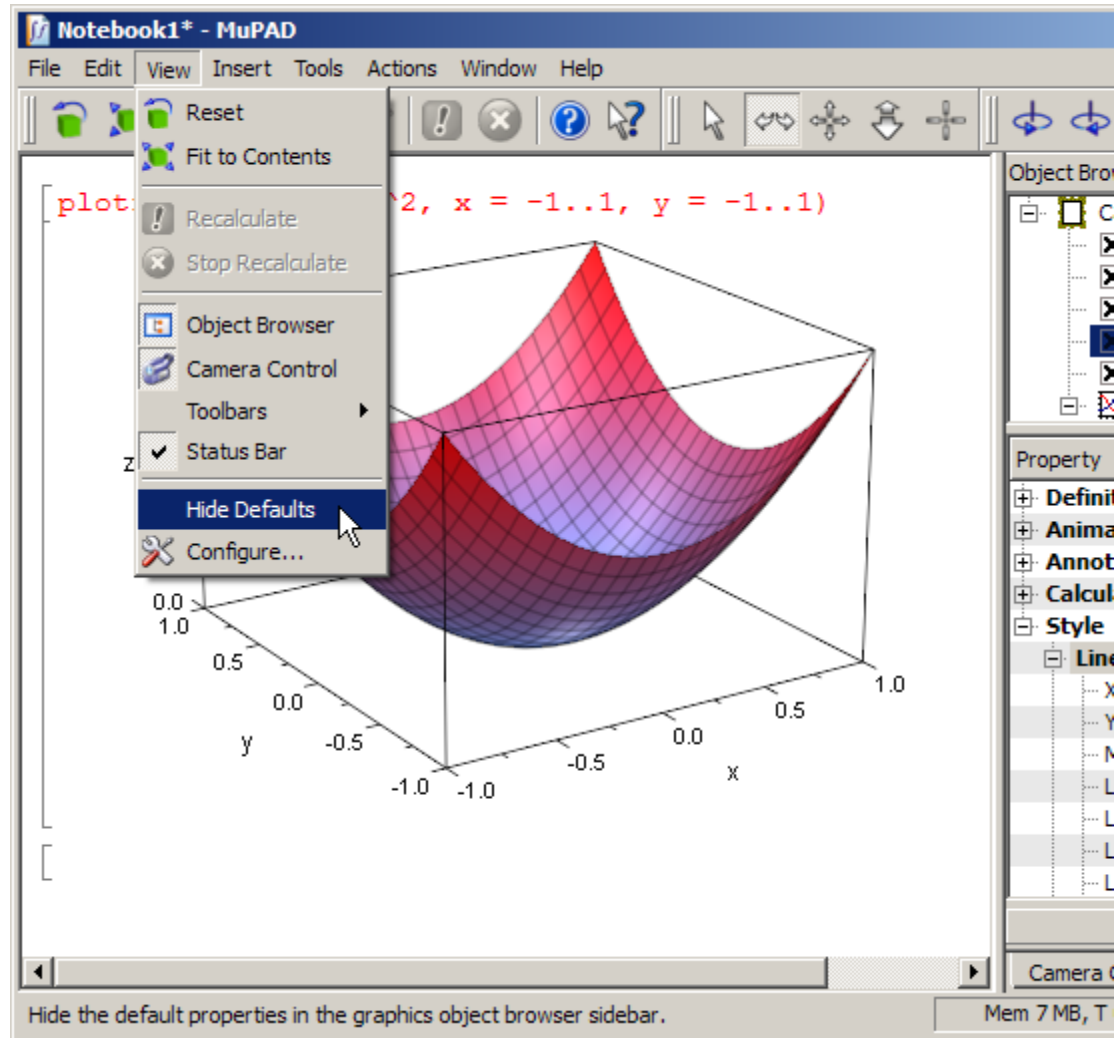 Notebook1* - MuPAD
File Edit View Insert Tools Actions Window Help
Reset
Fit to Contents
Recalculate
Stop Recalculate
Object Browser
Camera Control
Toolbars
Status Bar
Hide Defaults
Configure...
^2, x = -1..1, y = -1..1)
z
0.0
1.0
0.5
0.0
-0.5
-1.0
y
-1.0
-0.5
0.0
0.5
1.0
x
Object
Property
Style
Camera
Hide the default properties in the graphics object browser sidebar.
Mem 7 MB, T